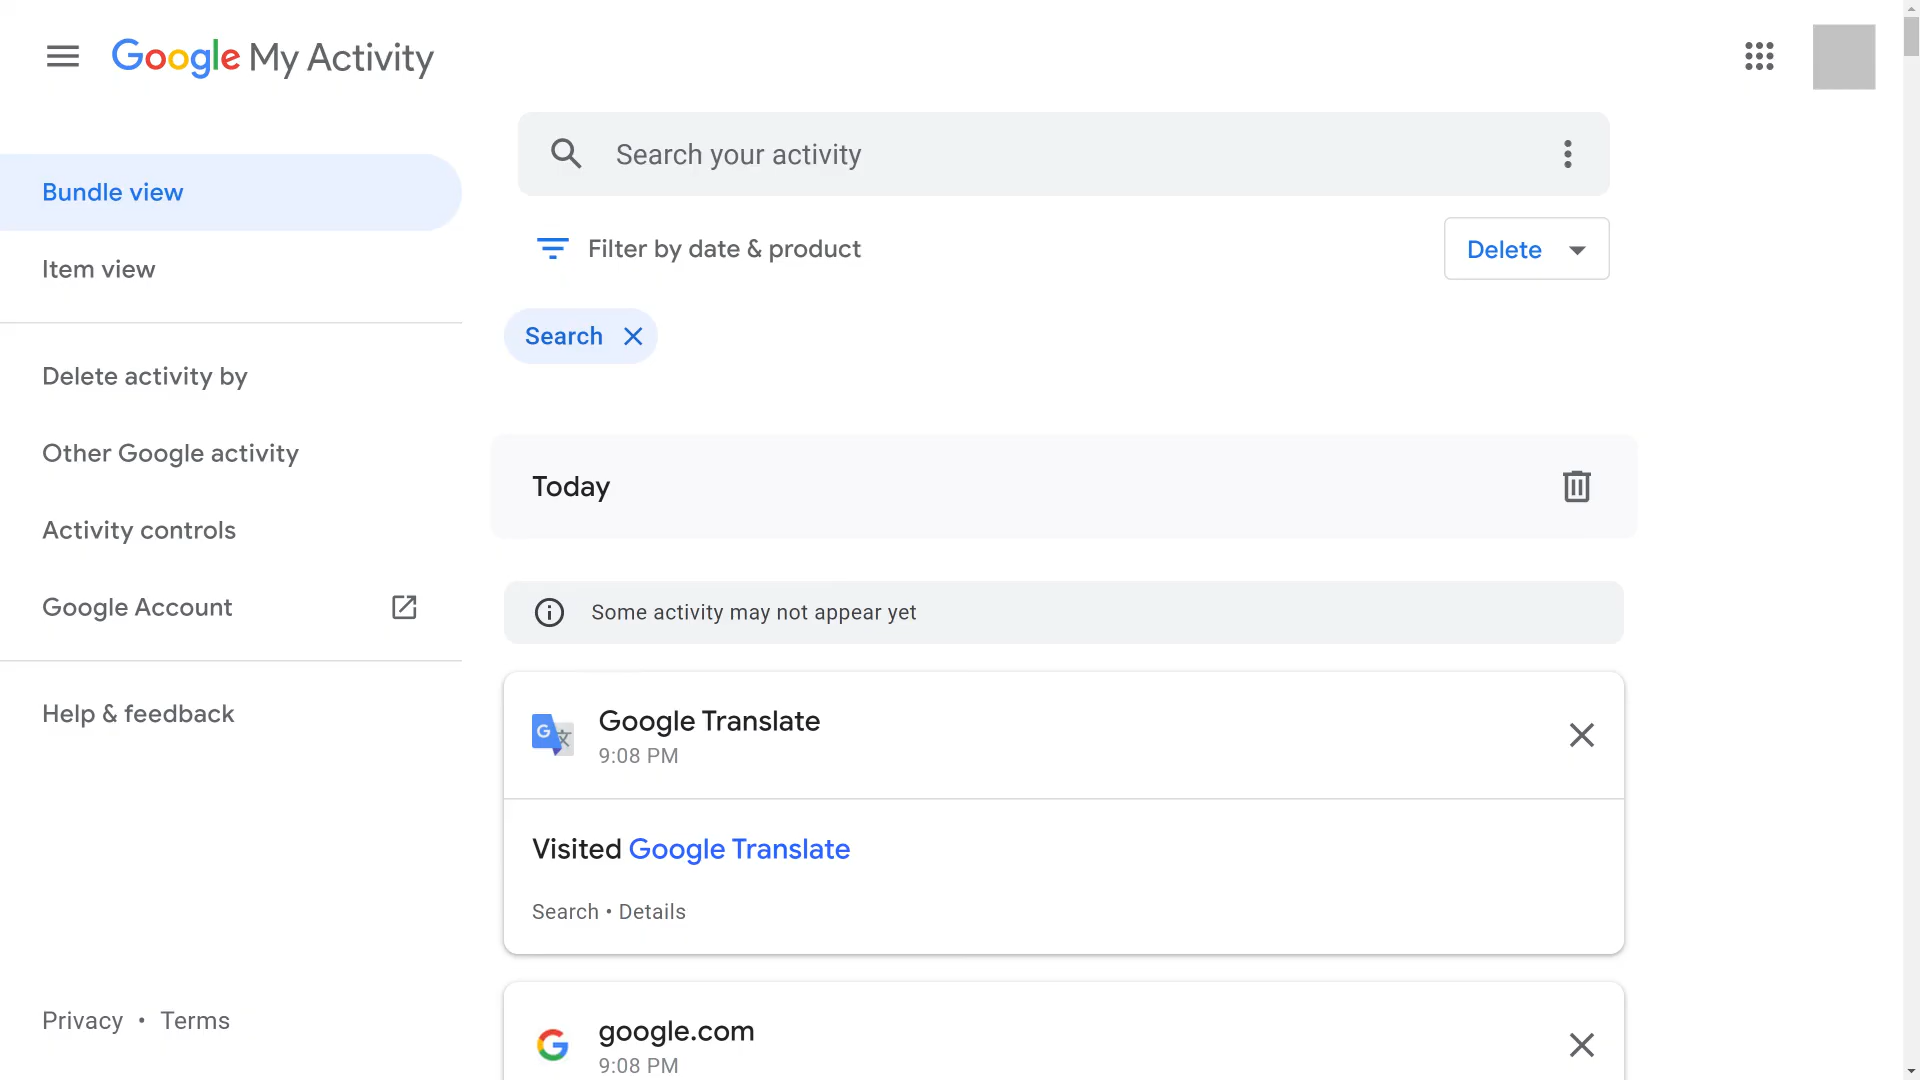 Google My Activity
Search your activity
Bundle view
Item view
Delete activity by
Other Google activity
Activity controls
Google Account
Help & feedback
Privacy • Terms
Filter by date & product
Delete
Search
Today
Some activity may not appear yet
Google Translate
9:08 PM
Visited Google Translate
Search • Details
google.com
9:08 PM